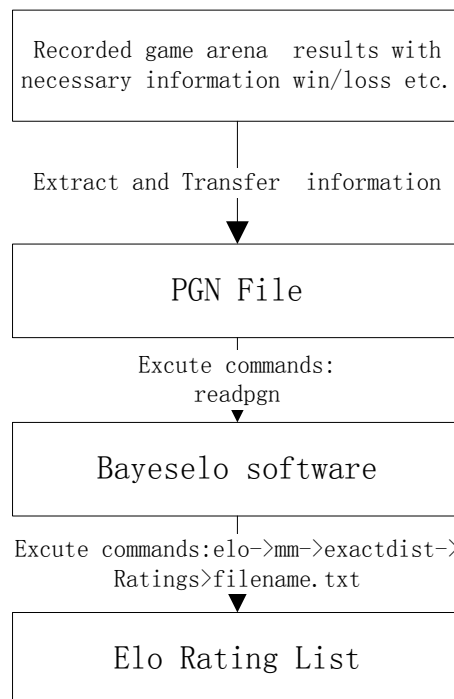 Recorded game arena results with
necessary information win/loss etc.
Extract and Transfer information
PGN File
Excute commands:
readpgn
Bayeselo software
Excute commands:elo->mm->exactdist->
Ratings>filename.txt
Elo Rating List